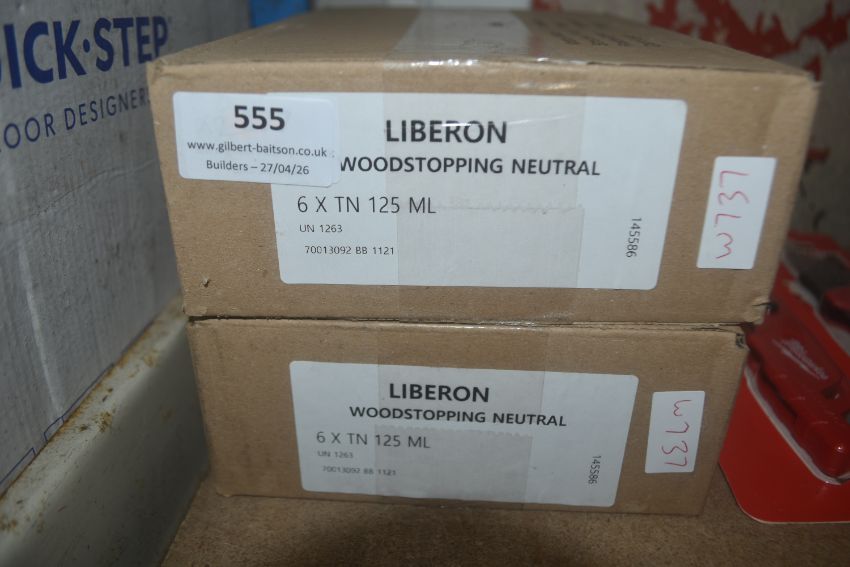 ICK·STEP
OOR DESIGNERS
555
www.gilbert-baitson.co.uk
Builders – 27/04/26
LIBERON
WOODSTOPPING NEUTRAL
6 X TN 125 ML
UN 1263
70013092 BB 1121
145586
W737
LIBERON
WOODSTOPPING NEUTRAL
6 X TN 125 ML
UN 1263
70013092 BB 1121
145586
W737
Milwaukee